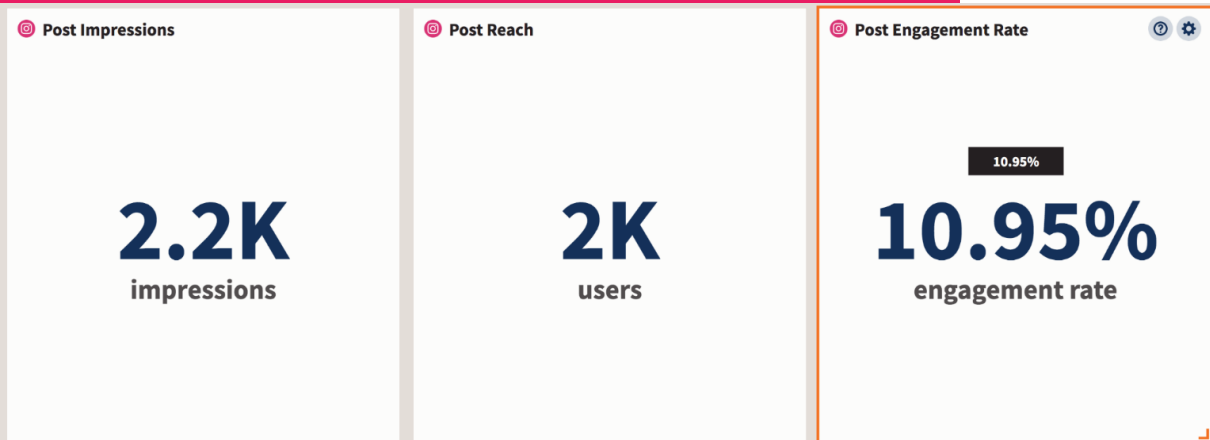 Post Impressions
2.2K
impressions
Post Reach
2K
users
Post Engagement Rate
10.95%
10.95%
engagement rate